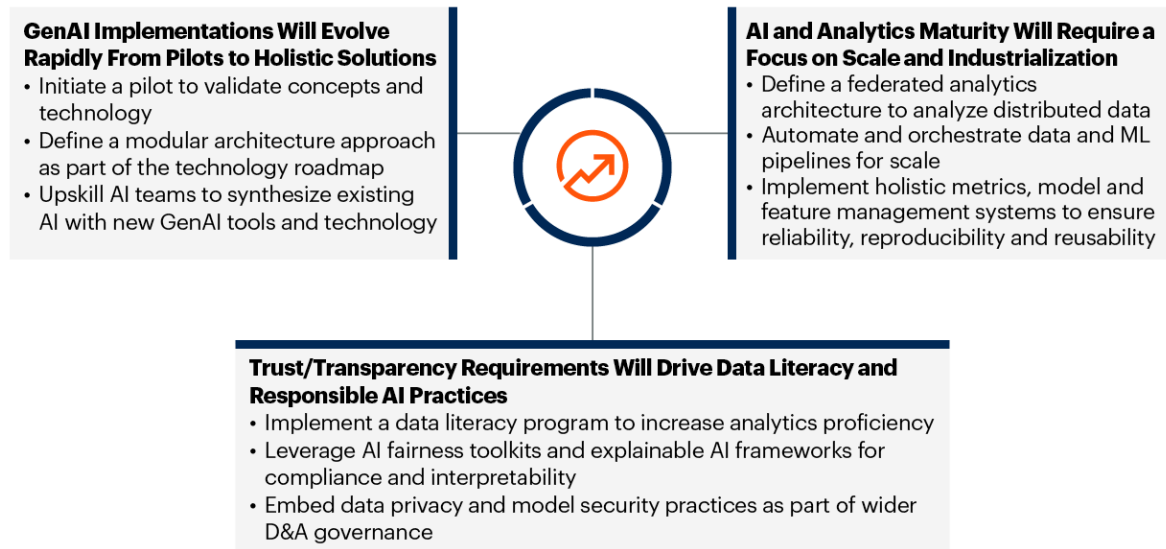 GenAI Implementations Will Evolve
Rapidly From Pilots to Holistic Solutions
• Initiate a pilot to validate concepts and
technology
• Define a modular architecture approach
as part of the technology roadmap
• Upskill AI teams to synthesize existing
AI with new GenAI tools and technology
AI and Analytics Maturity Will Require a
Focus on Scale and Industrialization
• Define a federated analytics
architecture to analyze distributed data
• Automate and orchestrate data and ML
pipelines for scale
• Implement holistic metrics, model and
feature management systems to ensure
reliability, reproducibility and reusability
Trust/Transparency Requirements Will Drive Data Literacy and
Responsible AI Practices
• Implement a data literacy program to increase analytics proficiency
• Leverage AI fairness toolkits and explainable AI frameworks for
compliance and interpretability
• Embed data privacy and model security practices as part of wider
D&A governance